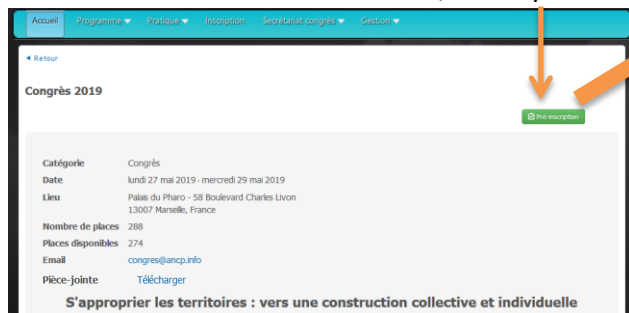 Accueil Programme Pratique Inscription Secrétariat congrès Gestion
Retour
Congrès 2019
Pré-inscription
Catégorie Congrès
Date lundi 27 mai 2019 - mercredi 29 mai 2019
Lieu Palais du Pharo - 58 Boulevard Charles Livon
13007 Marseille, France
Nombre de places 288
Places disponibles 274
Email congres@ancp.info
Pièce-jointe Télécharger
S'approprier les territoires : vers une construction collective et individuelle